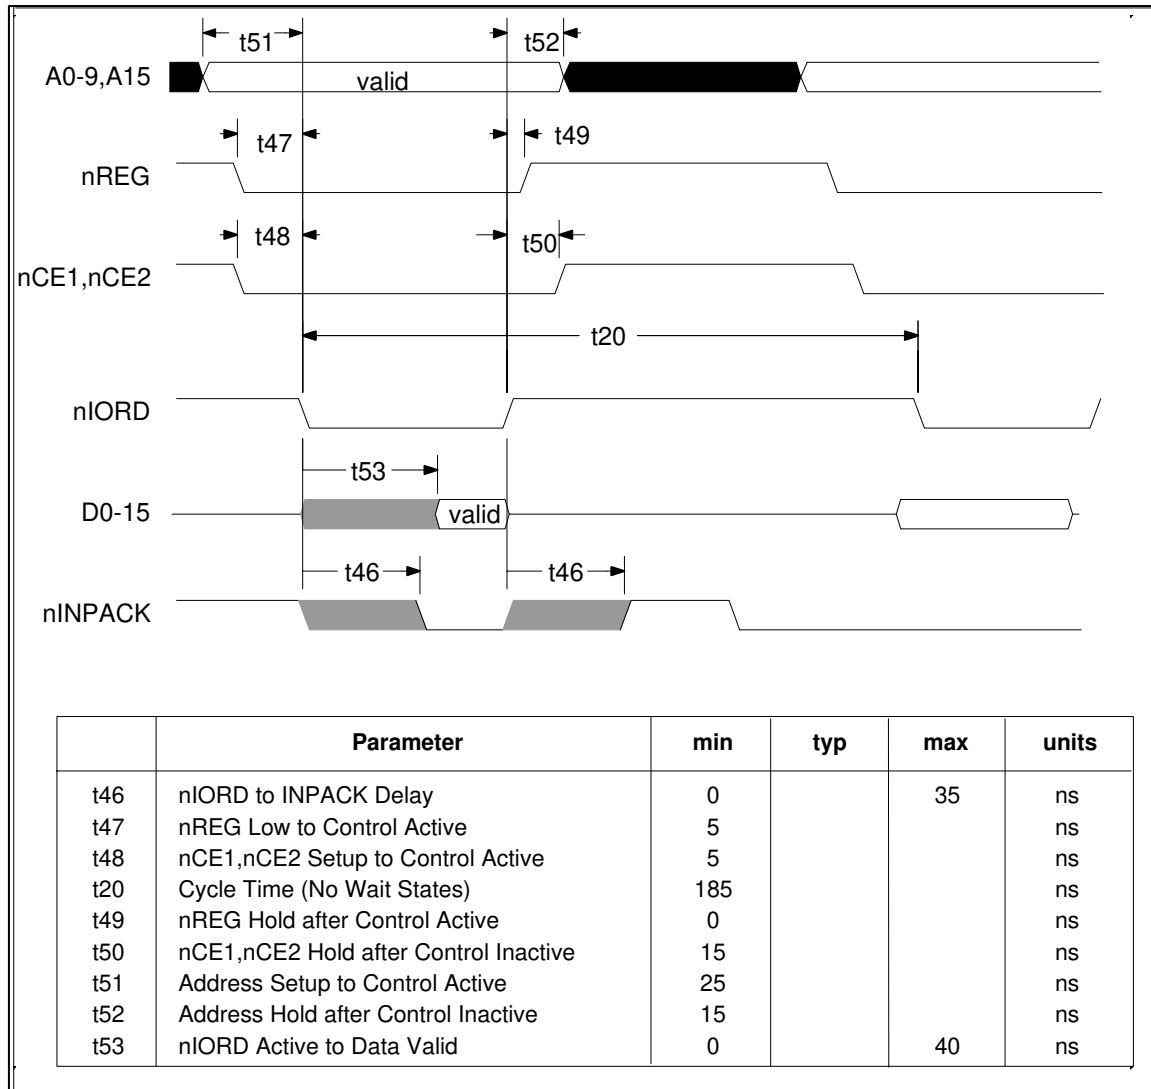 t51
t52
A0-9,A15
valid
t47
t49
nREG
t48
t50
nCE1,nCE2
t20
nIORD
t53
D0-15
valid
t46
t46
nINPACK
Parameter min typ max units
t46 nIORD to INPACK Delay 0 35 ns
t47 nREG Low to Control Active 5 ns
t48 nCE1,nCE2 Setup to Control Active 5 ns
t20 Cycle Time (No Wait States) 185 ns
t49 nREG Hold after Control Active 0 ns
t50 nCE1,nCE2 Hold after Control Inactive 15 ns
t51 Address Setup to Control Active 25 ns
t52 Address Hold after Control Inactive 15 ns
t53 nIORD Active to Data Valid 0 40 ns